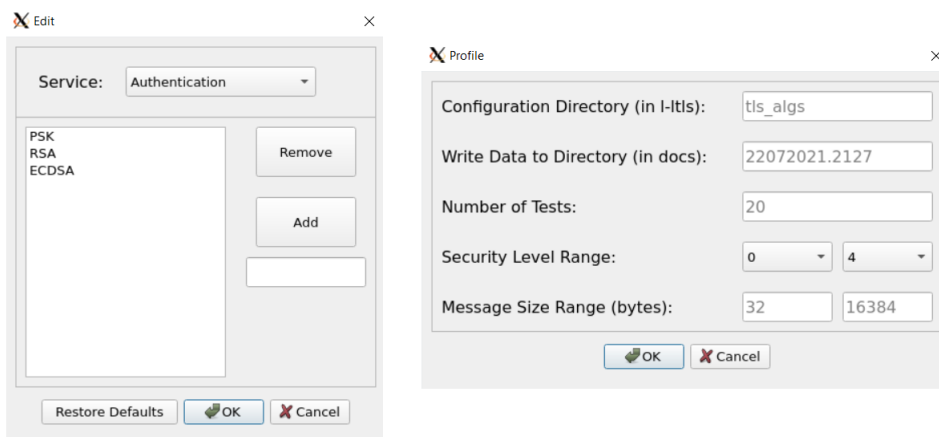 Edit
Service: Authentication
PSK
RSA
ECDSA
Remove
Add
Restore Defaults OK Cancel
Profile
Configuration Directory (in l-ltls): tls_algs
Write Data to Directory (in docs): 22072021.2127
Number of Tests: 20
Security Level Range: 0 4
Message Size Range (bytes): 32 16384
OK Cancel